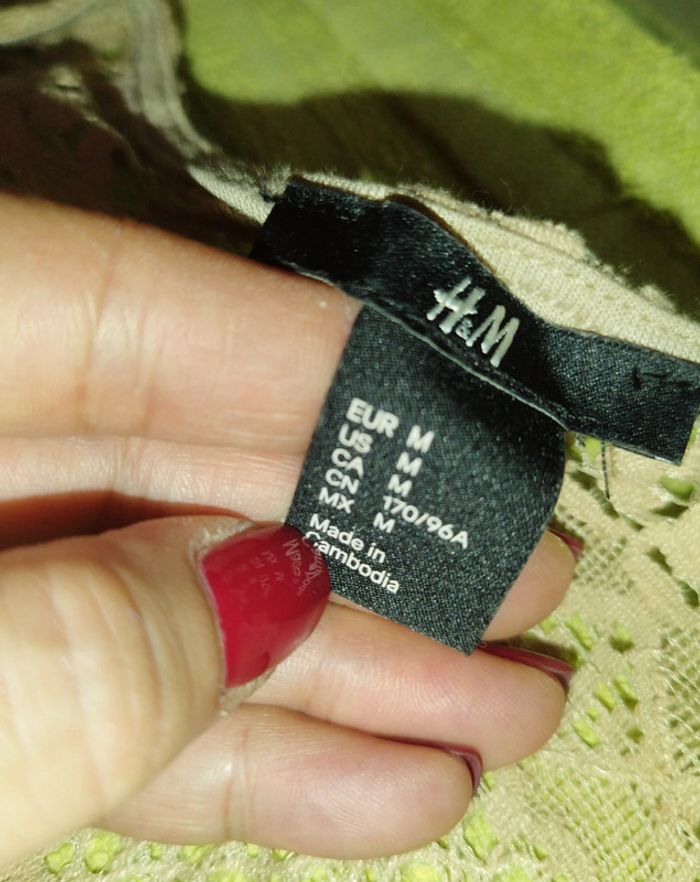 H&M
EUR M
US M
CA M
CN 170/96A
MX M
Made in
Cambodia